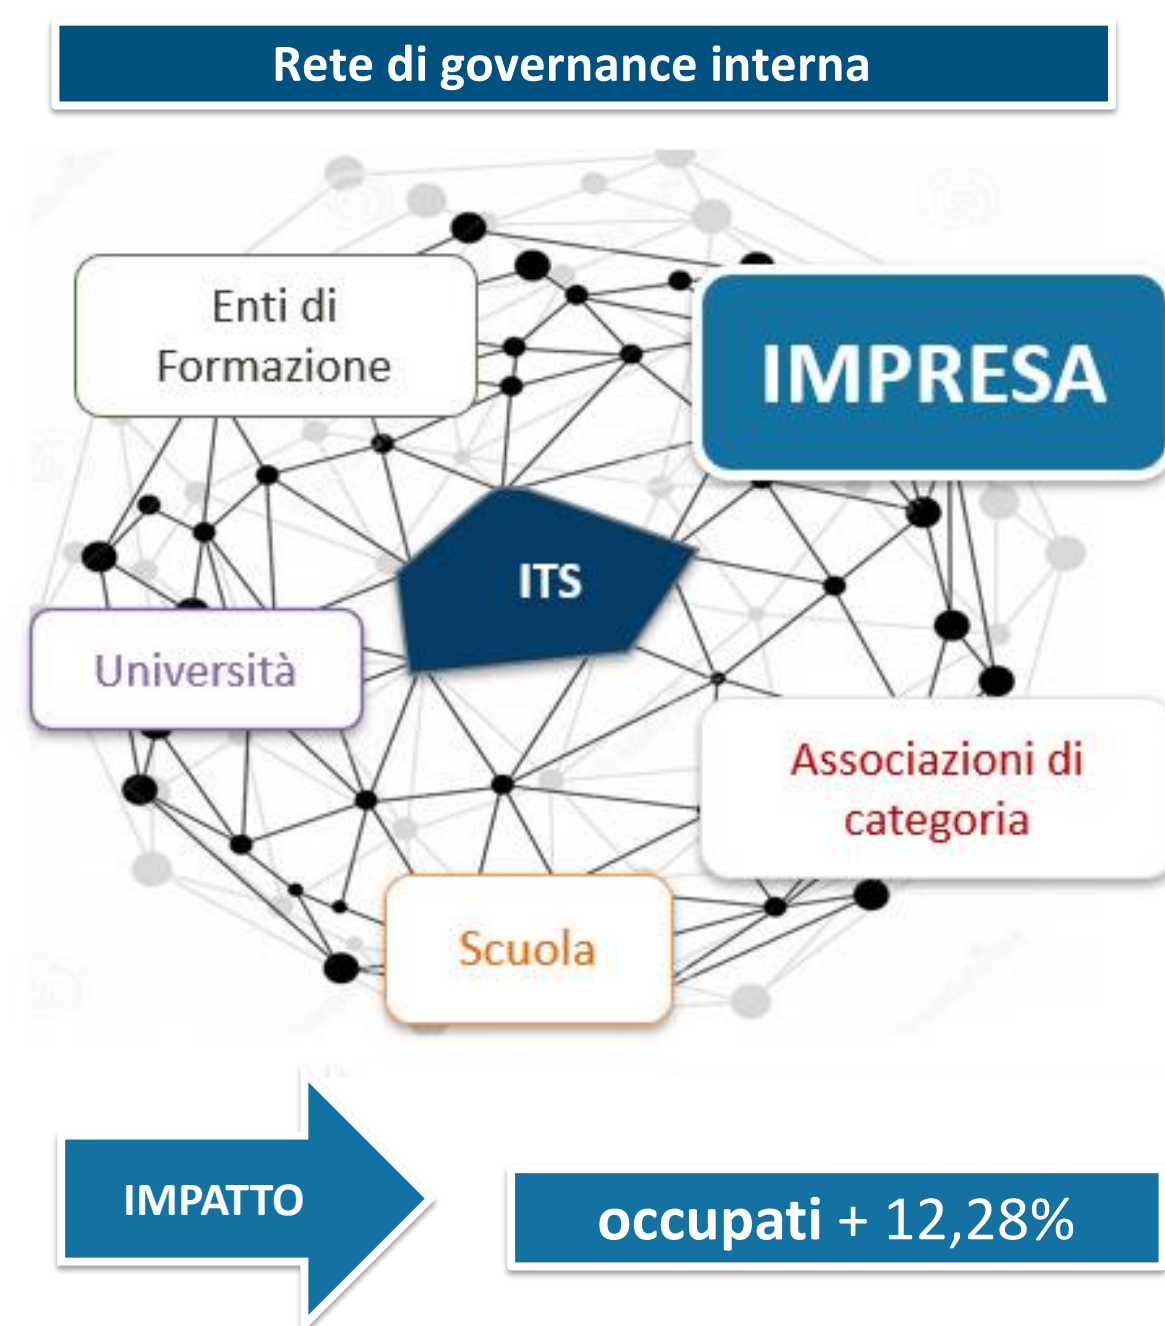 Rete di governance interna
Enti di
Formazione
IMPRESA
ITS
Università
Associazioni di
categoria
Scuola
IMPATTO
occupati + 12,28%